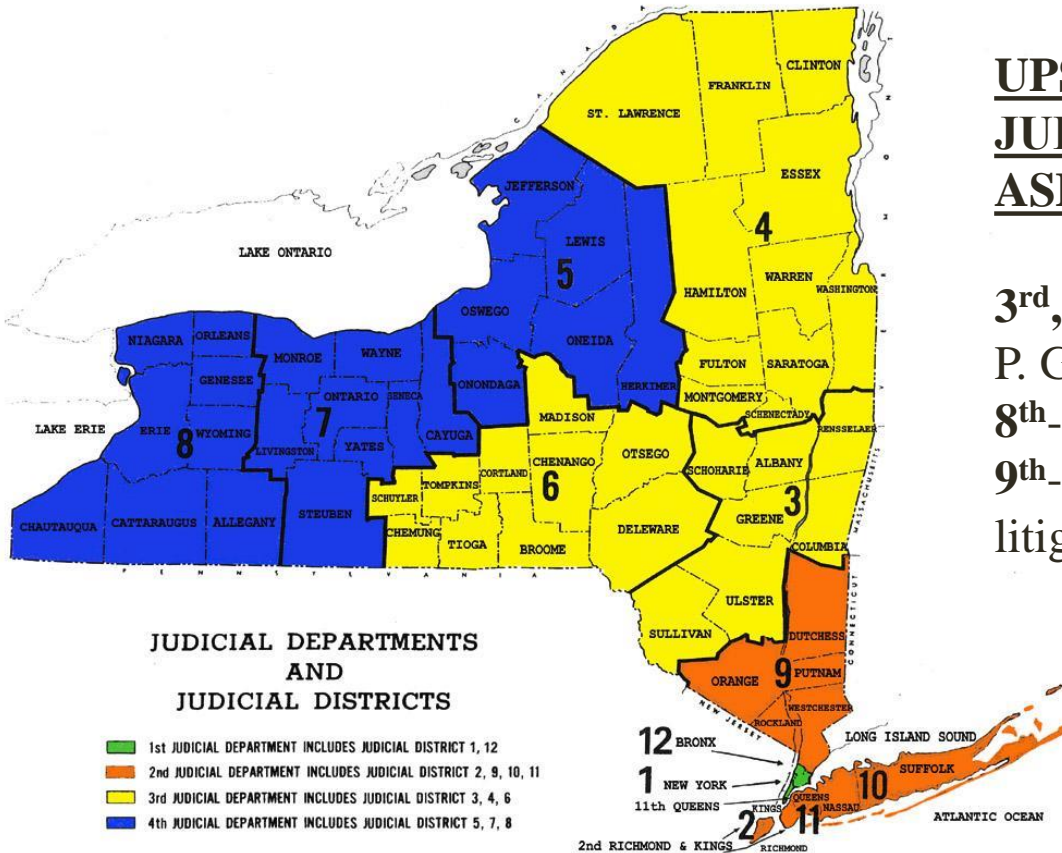 CANADA
CLINTON
FRANKLIN
ST. LAWRENCE
ESSEX
JEFFERSON
4
LEWIS
LAKE ONTARIO
5
WARREN
HAMILTON
WASHINGTON
OSWEGO
NIAGARA
ORLEANS
ONEIDA
MONROE
WAYNE
FULTON
SARATOGA
GENESEE
ONONDAGA
HERKIMER
MONTGOMERY
ONTARIO
SENECA
MADISON
SCHENECTADY
LAKE ERIE
ERIE
8
WYOMING
7
CAYUGA
RENSSELAER
LIVINGSTON
YATES
OTSEGO
ALBANY
CORTLAND
CHENANGO
SCHOHARIE
TOMPKINS
6
SCHUYLER
3
MASSACHUSETTS
STEUBEN
GREENE
CHAUTAUQUA
CATTARAUGUS
ALLEGANY
CHEMUNG
DELEWARE
TIOGA
BROOME
COLUMBIA
PENNSYLVANIA
ULSTER
SULLIVAN
DUTCHESS
CONNECTICUT
9
PUTNAM
ORANGE
WESTCHESTER
ROCKLAND
NEW JERSEY
JUDICIAL DEPARTMENTS
AND
JUDICIAL DISTRICTS
1st JUDICIAL DEPARTMENT INCLUDES JUDICIAL DISTRICT 1, 12
2nd JUDICIAL DEPARTMENT INCLUDES JUDICIAL DISTRICT 2, 9, 10, 11
3rd JUDICIAL DEPARTMENT INCLUDES JUDICIAL DISTRICT 3, 4, 6
4th JUDICIAL DEPARTMENT INCLUDES JUDICIAL DISTRICT 5, 7, 8
12 BRONX
LONG ISLAND SOUND
1 NEW YORK
SUFFOLK
10
11th QUEENS
QUEENS
NASSAU
KINGS
11
ATLANTIC OCEAN
2
2nd RICHMOND & KINGS
RICHMOND
UPS
JUI
ASI
3rd,
P. G
8th-
9th-
litig